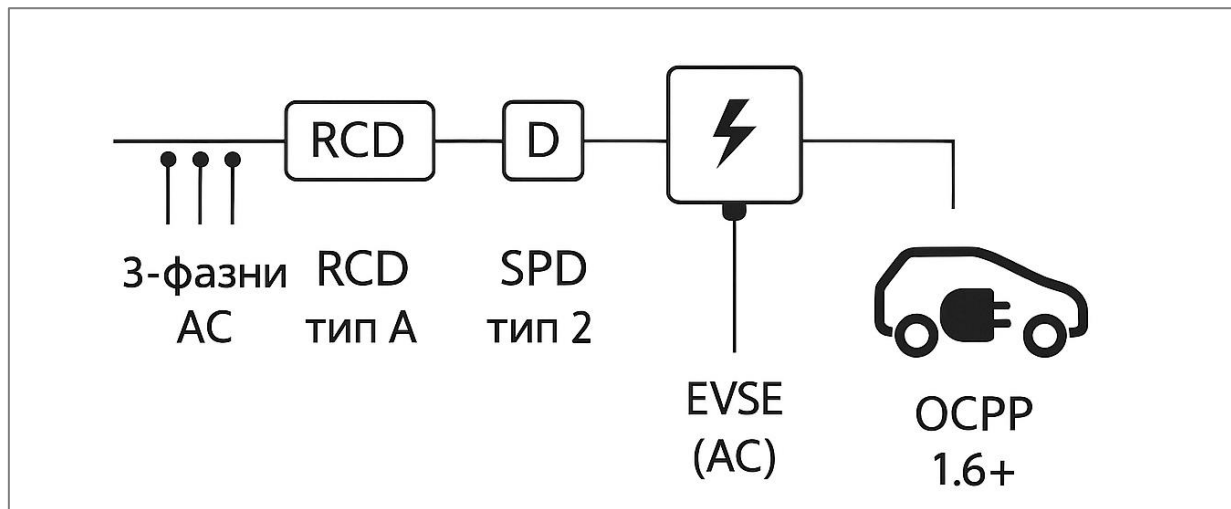 RCD
D
3-фазни
AC
RCD
тип A
SPD
тип 2
EVSE
(AC)
OCPP
1.6+